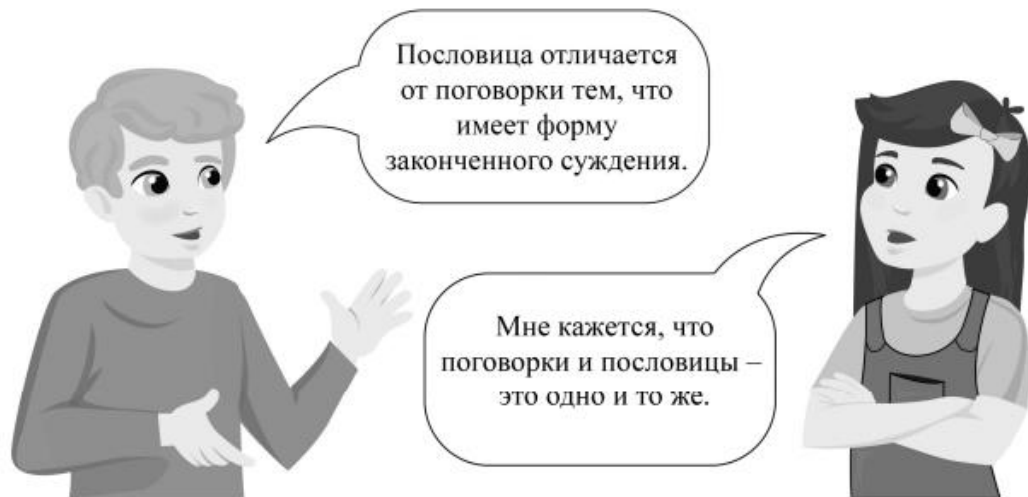 Пословица отличается
от поговорки тем, что
имеет форму
законченного суждения.
Мне кажется, что
поговорки и пословицы –
это одно и то же.